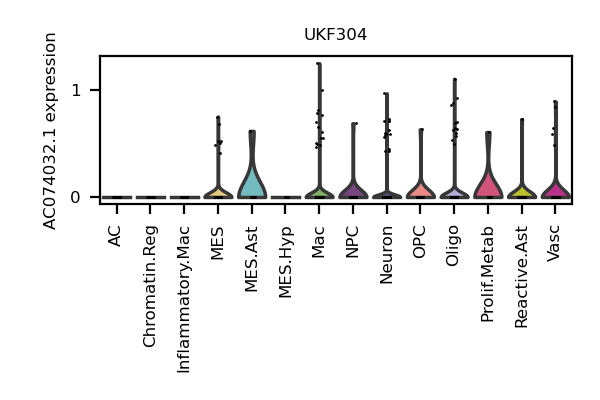 UKF304
AC074032.1 expression
1
0
AC
Chromatin.Reg
Inflammatory.Mac
MES
MES.Ast
MES.Hyp
Mac
NPC
Neuron
OPC
Oligo
Prolif.Metab
Reactive.Ast
Vasc